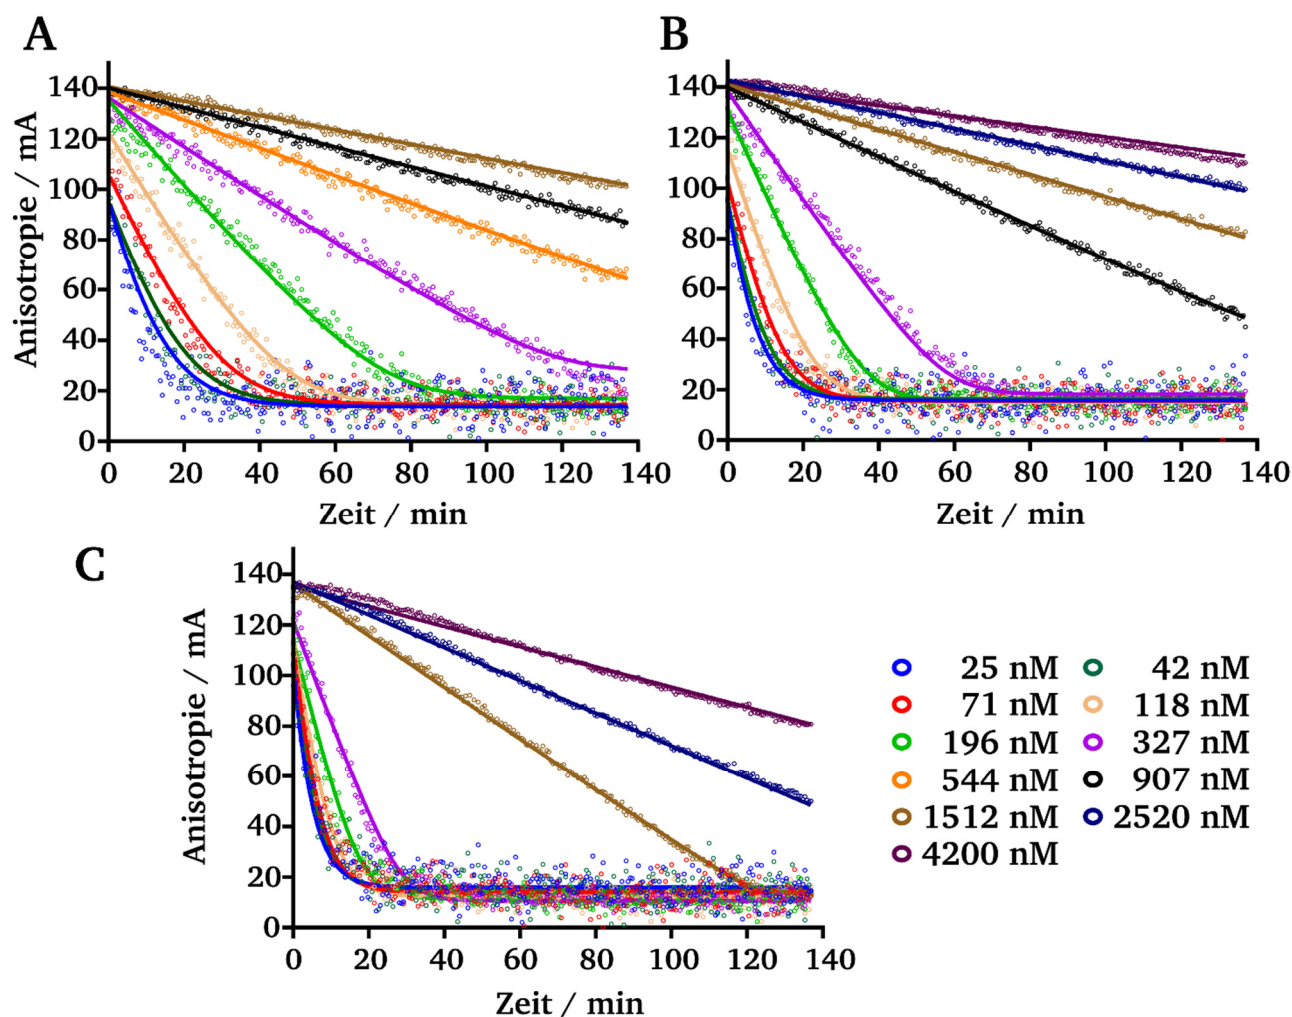 A
Anisotropie / mA
140
120
100
80
60
40
20
0
0 20 40 60 80 100 120 140
Zeit / min
B
140
120
100
80
60
40
20
0
0 20 40 60 80 100 120 140
Zeit / min
C
Anisotropie / mA
140
120
100
80
60
40
20
0
0 20 40 60 80 100 120 140
Zeit / min
25 nM 42 nM
71 nM 118 nM
196 nM 327 nM
544 nM 907 nM
1512 nM 2520 nM
4200 nM